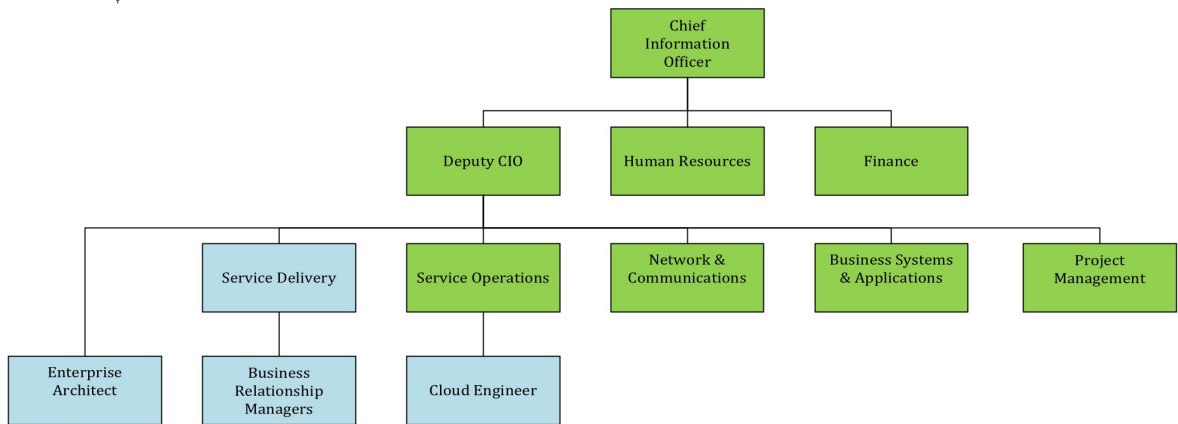 Chief
Information
Officer
Deputy CIO
Human Resources
Finance
Service Delivery
Service Operations
Network &
Communications
Business Systems
& Applications
Project
Management
Enterprise
Architect
Business
Relationship
Managers
Cloud Engineer